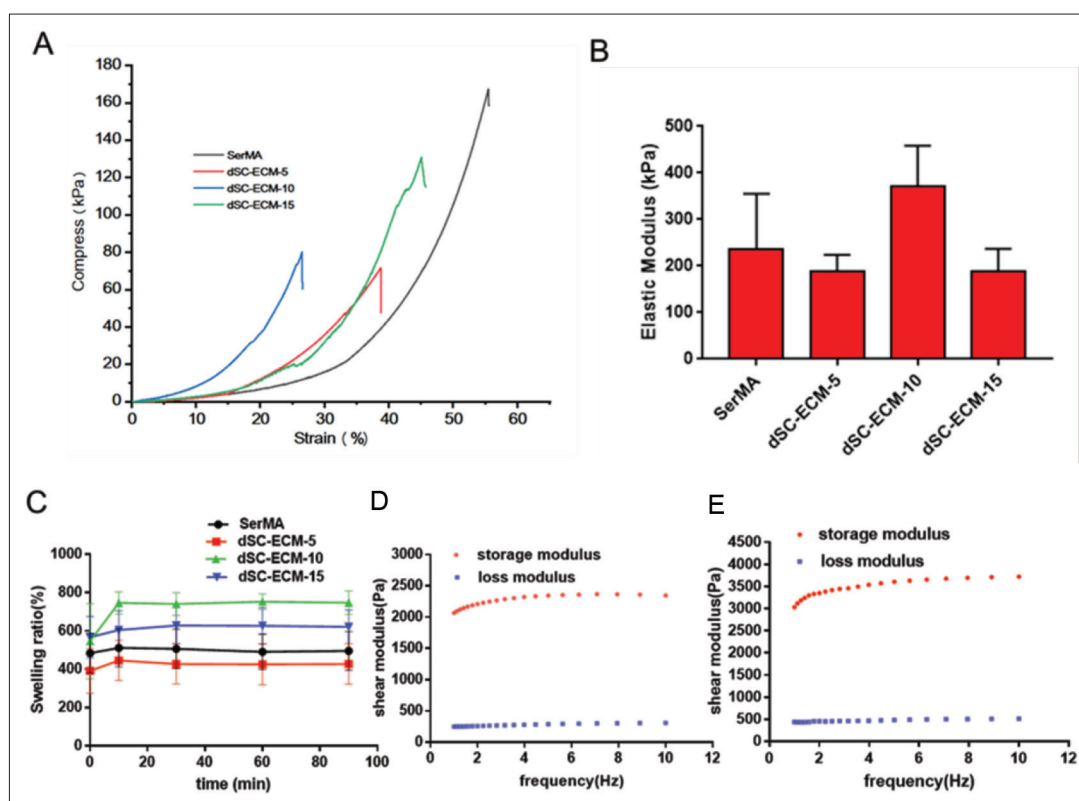 A
180
160
140
120
100
80
60
40
20
0
Compress (kPa)
SerMA
dSC-ECM-5
dSC-ECM-10
dSC-ECM-15
0 10 20 30 40 50 60
Strain (%)
B
500
400
300
200
100
0
Elastic Modulus (kPa)
SerMA
dSC-ECM-5
dSC-ECM-10
dSC-ECM-15
C
SerMA
dSC-ECM-5
dSC-ECM-10
dSC-ECM-15
1000
800
600
400
200
0
Swelling ratio(%)
0 20 40 60 80 100
time (min)
D
storage modulus
loss modulus
3000
2500
2000
1500
1000
500
0
shear modulus(Pa)
0 2 4 6 8 10 12
frequency(Hz)
E
storage modulus
loss modulus
4500
4000
3500
3000
2500
2000
1500
1000
500
0
shear modulus(Pa)
0 2 4 6 8 10 12
frequency(Hz)